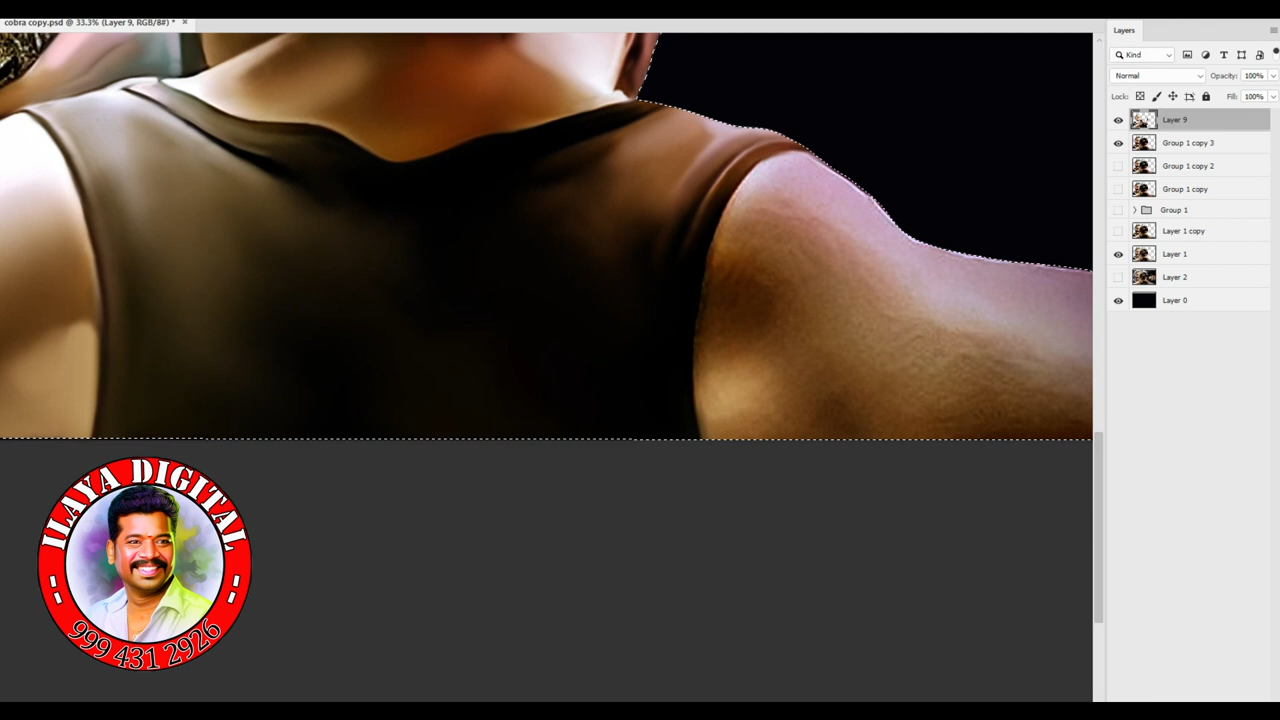 cobra copy.psd @ 33.3% (Layer 9, RGB/8#) *
Layers
Kind
Normal
Opacity: 100%
Lock:
Fill: 100%
Layer 9
Group 1 copy 3
Group 1 copy 2
Group 1 copy
Group 1
Layer 1 copy
Layer 1
Layer 2
Layer 0
ILAYA DIGITAL
999 431 2926